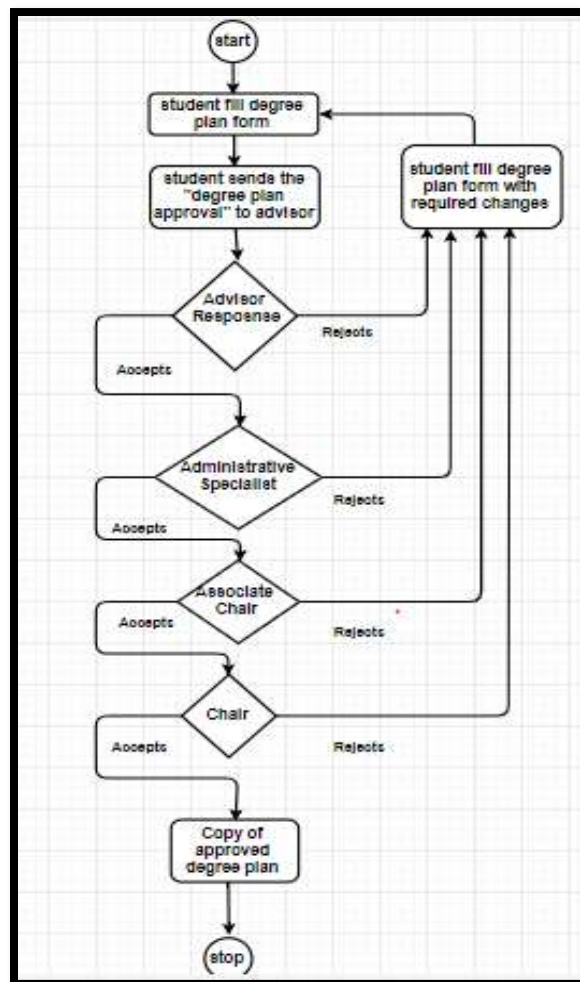 start
student fill degree
plan form
student sends the
"degree plan
approval" to advisor
student fill degree
plan form with
required changes
Advisor
Resposnse
Rejects
Accepts
Administrative
Specialist
Rejects
Accepts
Associate
Chair
Accepts
Rejects
Chair
Accepts
Rejects
Copy of
approved
degree plan
stop